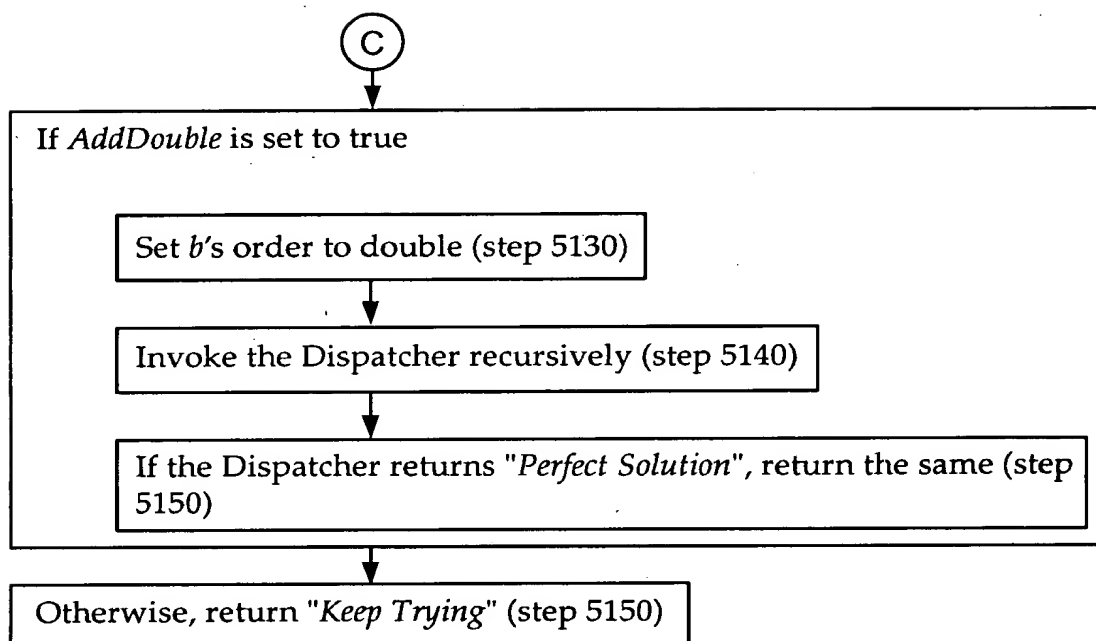 C
If AddDouble is set to true
Set b's order to double (step 5130)
Invoke the Dispatcher recursively (step 5140)
If the Dispatcher returns "Perfect Solution", return the same (step
5150)
Otherwise, return "Keep Trying" (step 5150)